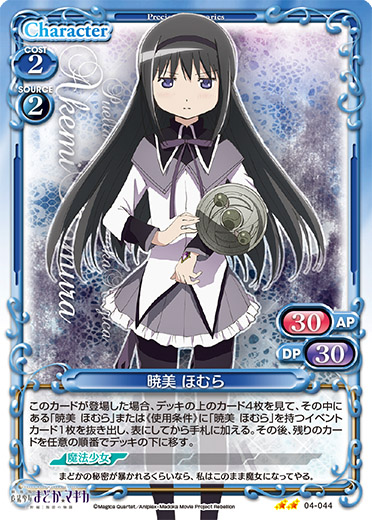 Character
COST
2
SOURCE
2
Akemi
30 AP
DP 30
暁美 ほむら
このカードが登場した場合、デッキの上のカード4枚を見て、その中に
ある「暁美 ほむら」または《使用条件》に「暁美 ほむら」を持つイベント
カード1枚を抜き出し、表にしてから手札に加える。その後、残りのカー
ドを任意の順番でデッキの下に移す。
魔法少女
まどかの秘密が暴かれるくらいなら、私はこのまま魔女になってやる。
まどか☆マギカ
©Magica Quartet/Aniplex・Madoka Movie Project Rebellion
04-044